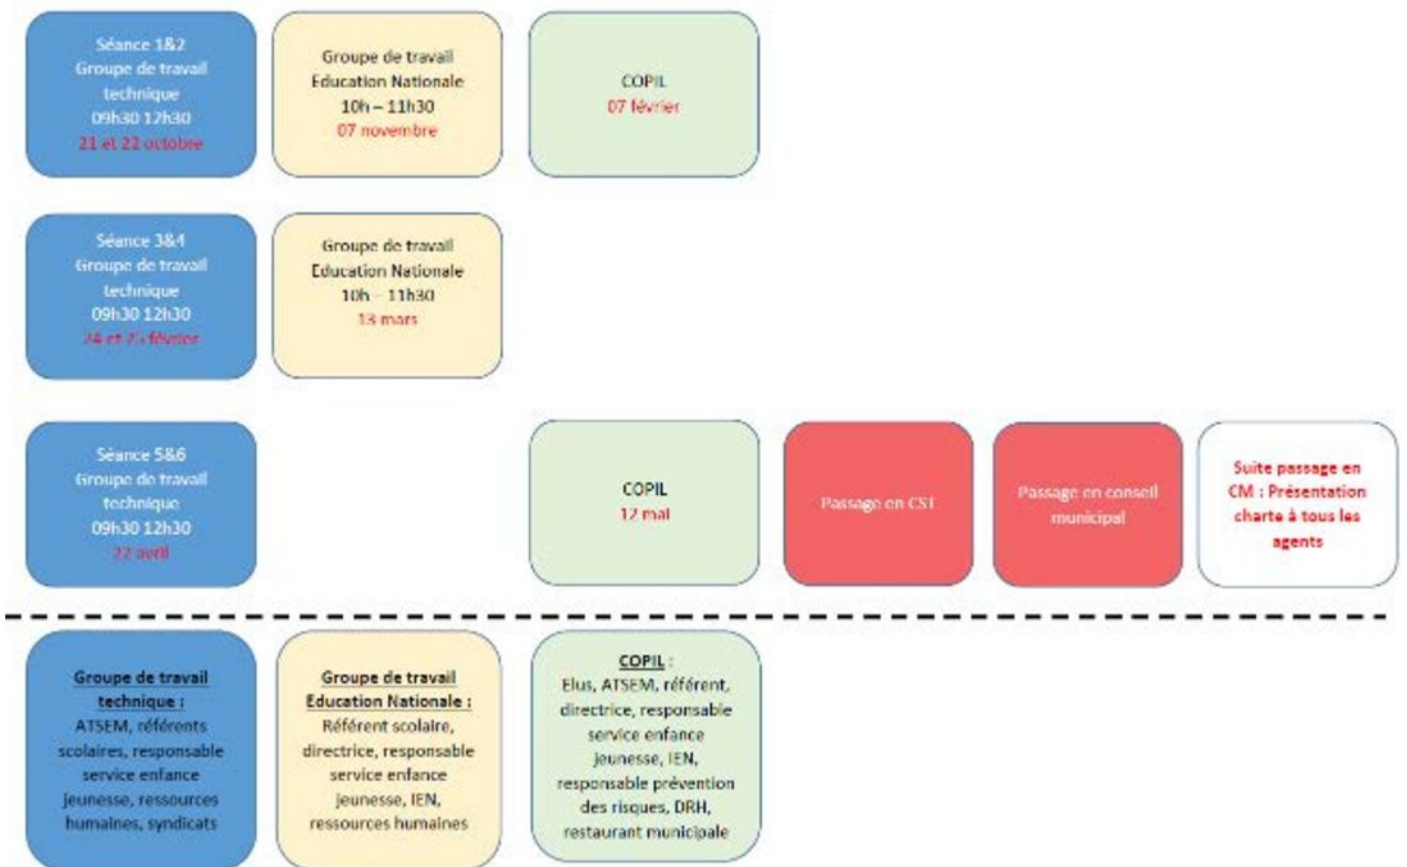 Séance 1&2
Groupe de travail
technique
09h30 12h30
21 et 22 octobre
Groupe de travail
Education Nationale
10h – 11h30
07 novembre
COPIL
07 février
Séance 3&4
Groupe de travail
technique
09h30 12h30
24 et 25 février
Groupe de travail
Education Nationale
10h – 11h30
13 mars
Séance 5&6
Groupe de travail
technique
09h30 12h30
22 avril
COPIL
12 mai
Passage en CST
Passage en conseil
municipal
Suite passage en
CM : Présentation
charte à tous les
agents
Groupe de travail
technique :
ATSEM, référents
scolaires, responsable
service enfance
jeunesse, ressources
humaines, syndicats
Groupe de travail
Education Nationale :
Référent scolaire,
directrice, responsable
service enfance
jeunesse, IEN,
ressources humaines
COPIL :
Elus, ATSEM, référent,
directrice, responsable
service enfance
jeunesse, IEN,
responsable prévention
des risques, DRH,
restaurant municipale